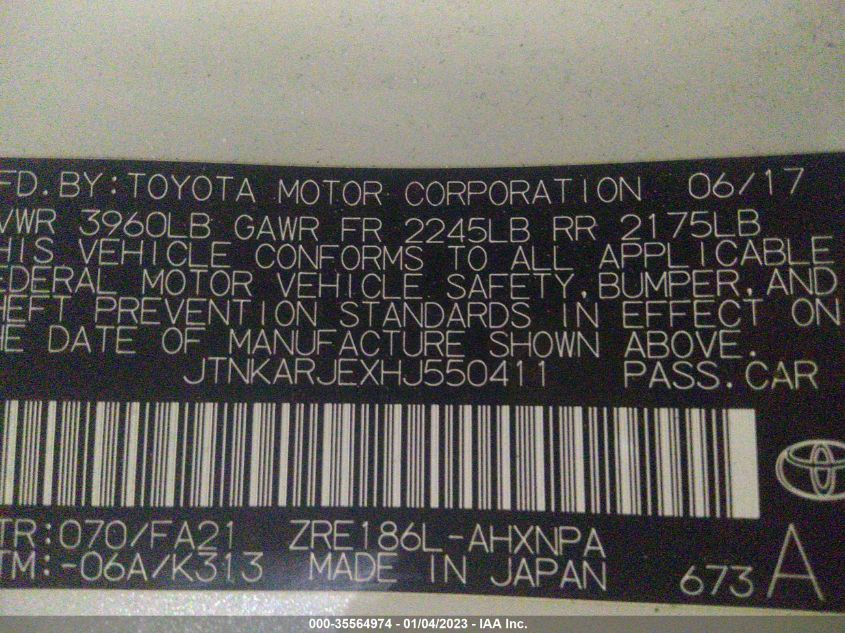 FD. BY: TOYOTA MOTOR CORPORATION 06/17
VWR 3960LB GAWR FR 2245LB RR 2175LB
HIS VEHICLE CONFORMS TO ALL APPLICABLE
EDERAL MOTOR VEHICLE SAFETY, BUMPER, AND
HEFT PREVENTION STANDARDS IN EFFECT ON
HE DATE OF MANUFACTURE SHOWN ABOVE.
JTNKARJEXHJ550411 PASS. CAR
TR: 070/FA21 ZRE186L-AHXNPA
TM: -06A/K313 MADE IN JAPAN 673 A
000-35564974 - 01/04/2023 - IAA Inc.